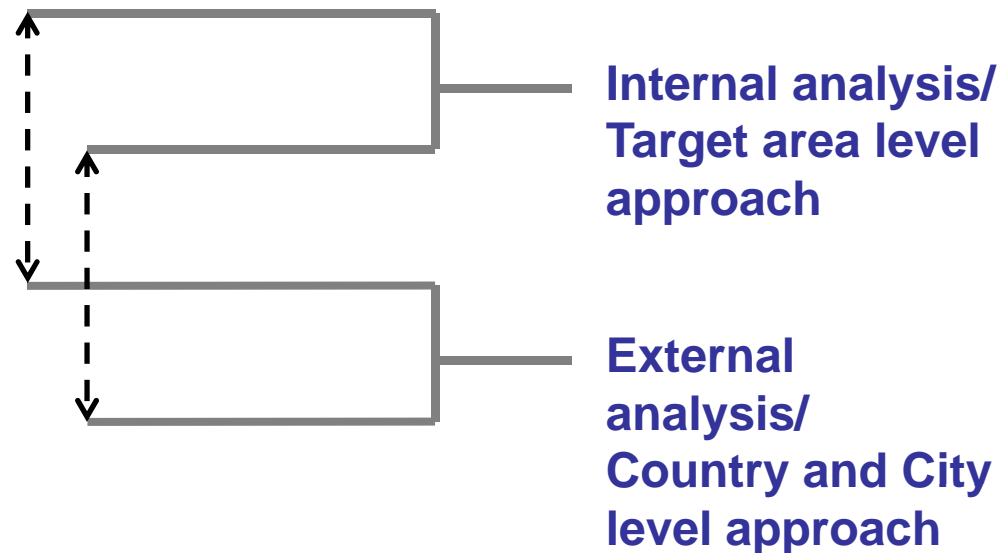 Internal analysis/
Target area level
approach
External
analysis/
Country and City
level approach